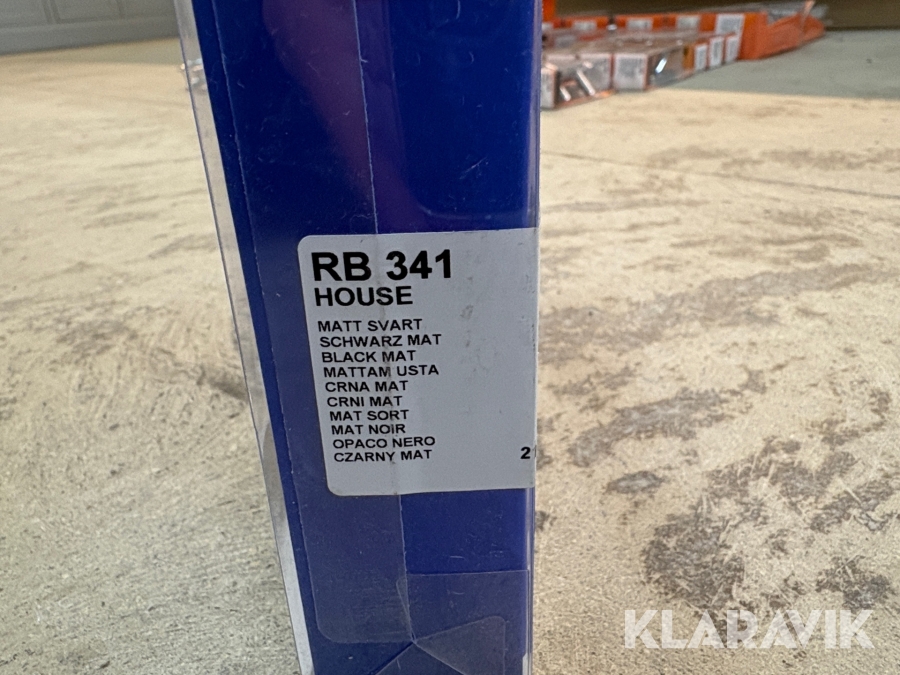 RB 341
HOUSE
MATT SVART
SCHWARZ MAT
BLACK MAT
MATTAM USTA
CRNA MAT
CRNI MAT
MAT SORT
MAT NOIR
OPACO NERO
CZARNY MAT
KLARAVIK